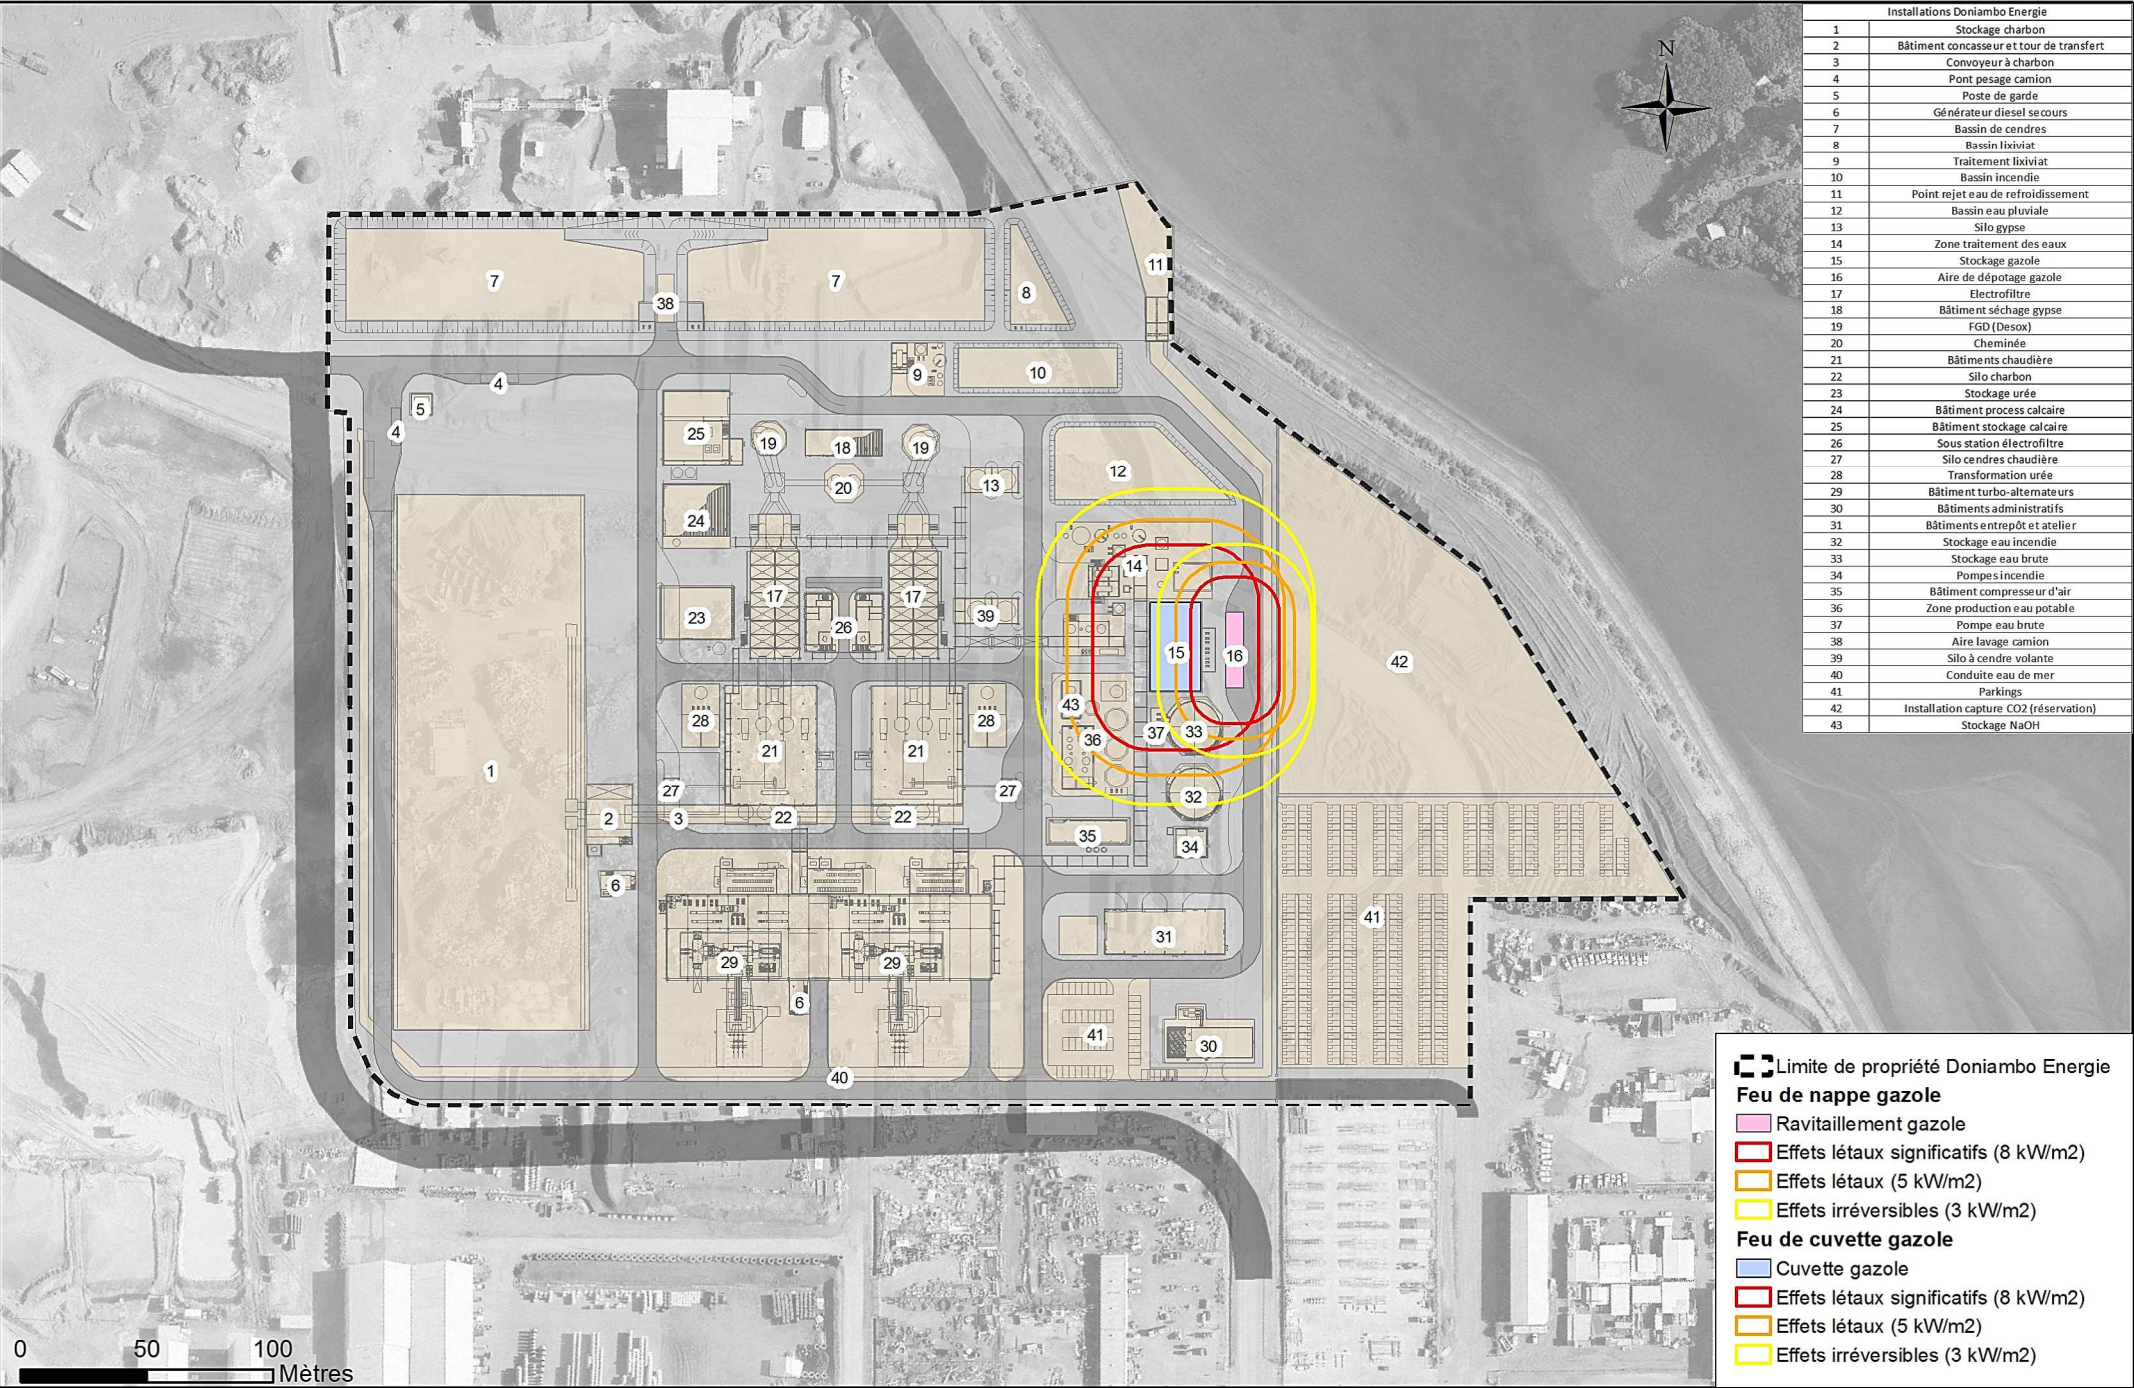 Installations Doniambo Energie
1 Stockage charbon
2 Bâtiment concasseur et tour de transfert
3 Convoyeur à charbon
4 Pont pesage camion
5 Poste de garde
6 Générateur diesel secours
7 Bassin de cendres
8 Bassin lixiviat
9 Traitement lixiviat
10 Bassin incendie
11 Point rejet eau de refroidissement
12 Bassin eau pluviale
13 Silo gypse
14 Zone traitement des eaux
15 Stockage gazole
16 Aire de dépotage gazole
17 Electrofiltre
18 Bâtiment séchage gypse
19 FGD (Desox)
20 Cheminée
21 Bâtiments chaudière
22 Silo charbon
23 Stockage urée
24 Bâtiment process calcaire
25 Bâtiment stockage calcaire
26 Sous station électrofiltre
27 Silo cendres chaudière
28 Transformation urée
29 Bâtiment turbo-alternateurs
30 Bâtiments administratifs
31 Bâtiments entrepôt et atelier
32 Stockage eau incendie
33 Stockage eau brute
34 Pompes incendie
35 Bâtiment compresseur d'air
36 Zone production eau potable
37 Pompe eau brute
38 Aire lavage camion
39 Silo à cendre volante
40 Conduite eau de mer
41 Parkings
42 Installation capture CO2 (réservation)
43 Stockage NaOH
N
11
7
7
8
38
9
10
4
5
4
25
19
18
19
12
20
13
24
14
17
17
23
26
39
15
16
42
43
28
28
33
37
36
21
21
1
27
27
32
2
3
22
22
35
34
6
41
31
29
29
6
41
30
40
Limite de propriété Doniambo Energie
Feu de nappe gazole
Ravitaillement gazole
Effets létaux significatifs (8 kW/m2)
Effets létaux (5 kW/m2)
Effets irréversibles (3 kW/m2)
Feu de cuvette gazole
Cuvette gazole
Effets létaux significatifs (8 kW/m2)
Effets létaux (5 kW/m2)
Effets irréversibles (3 kW/m2)
0 50 100
Mètres